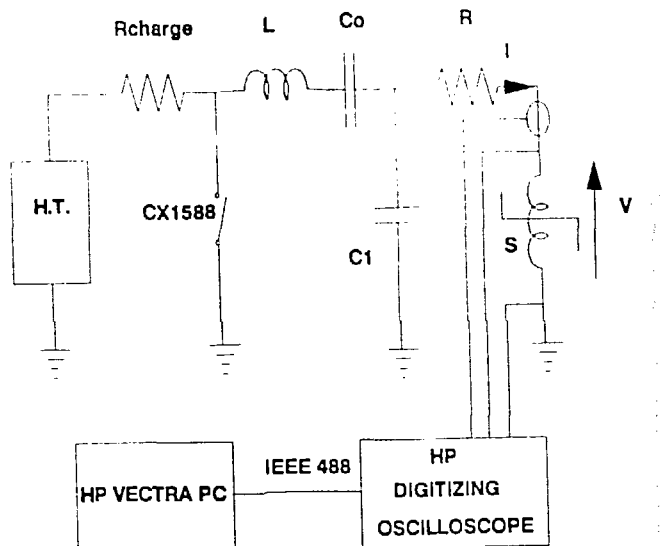 Rcharge
L
Co
R
I
H.T.
CX1588
C1
S
V
HP VECTRA PC
IEEE 488
HP
DIGITIZING
OSCILLOSCOPE